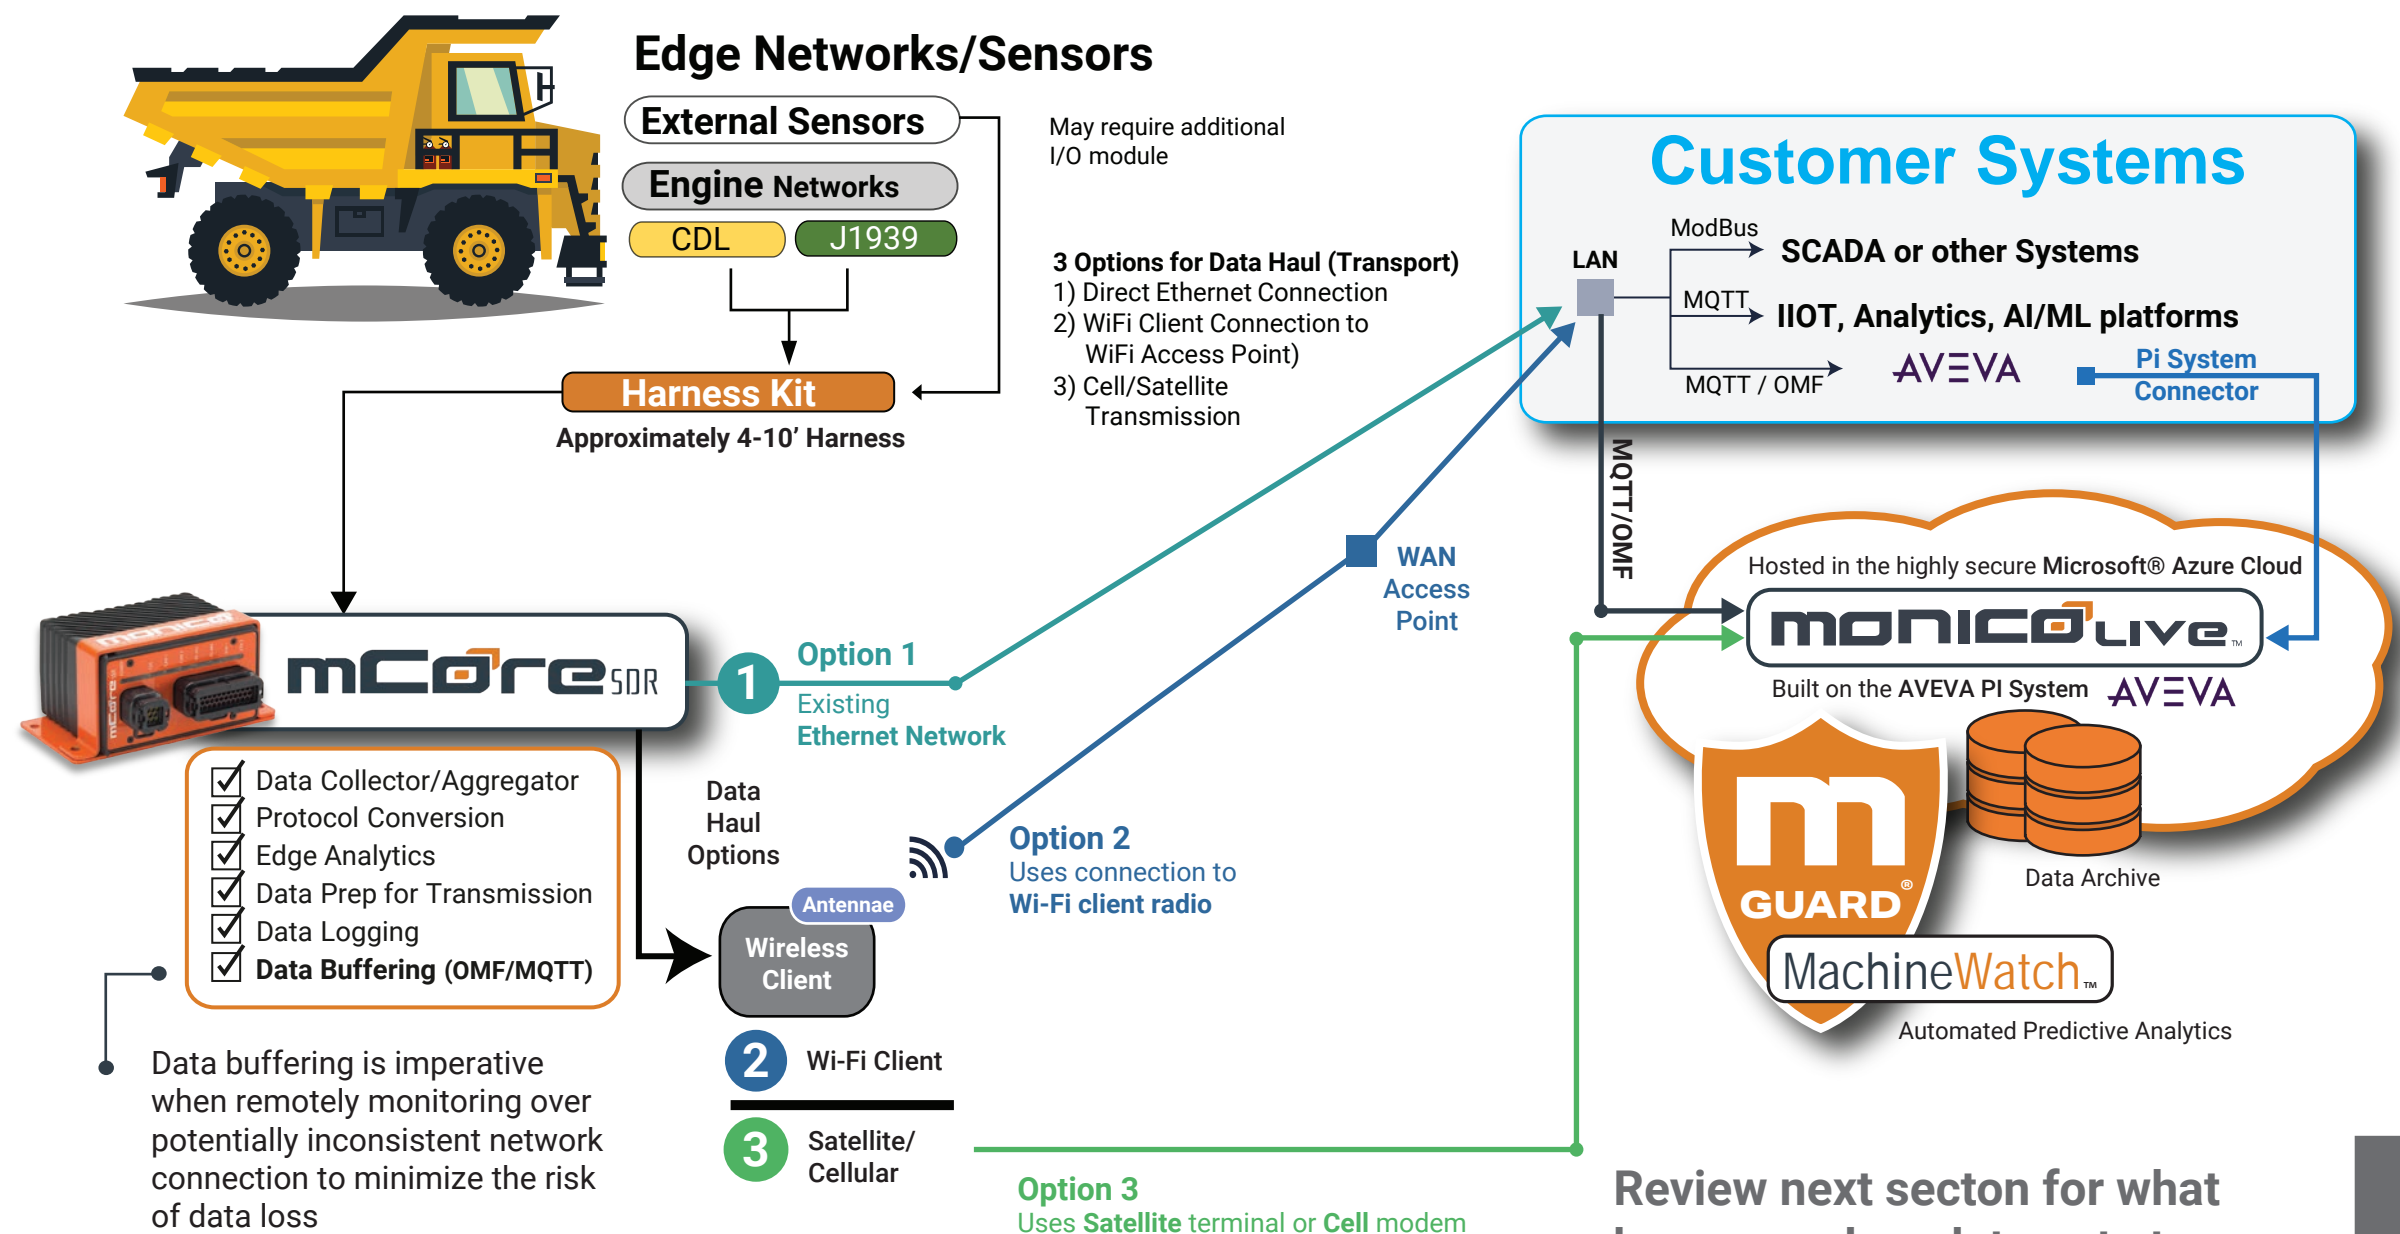 Edge Networks/Sensors
External Sensors
Engine Networks
CDL
J1939
May require additional
I/O module
3 Options for Data Haul (Transport)
1) Direct Ethernet Connection
2) WiFi Client Connection to
WiFi Access Point)
3) Cell/Satellite
Transmission
Harness Kit
Approximately 4-10’ Harness
Customer Systems
LAN
ModBus
SCADA or other Systems
MQTT
IIOT, Analytics, AI/ML platforms
MQTT / OMF
AVEVA
Pi System
Connector
MQTT/OMF
WAN
Access
Point
Hosted in the highly secure Microsoft® Azure Cloud
monico LIVe™
Built on the AVEVA PI System AVEVA
m
GUARD®
Data Archive
MachineWatch™
Automated Predictive Analytics
monico
mCore
mCore SDR
1
Option 1
Existing
Ethernet Network
Data Collector/Aggregator
Protocol Conversion
Edge Analytics
Data Prep for Transmission
Data Logging
Data Buffering (OMF/MQTT)
Data buffering is imperative
when remotely monitoring over
potentially inconsistent network
connection to minimize the risk
of data loss
Data
Haul
Options
Antennae
Wireless
Client
Option 2
Uses connection to
Wi-Fi client radio
2
Wi-Fi Client
3
Satellite/
Cellular
Option 3
Uses Satellite terminal or Cell modem
Review next secton for what